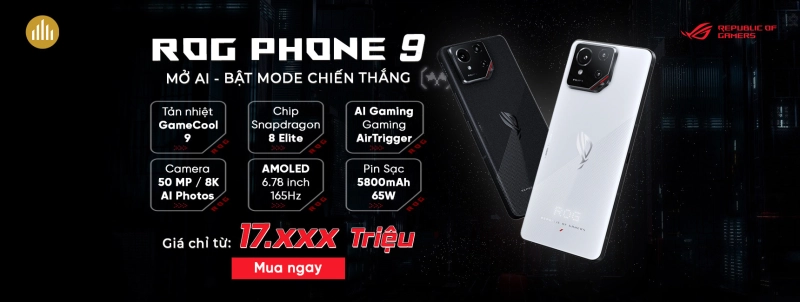 ROG PHONE 9
MỞ AI - BẬT MODE CHIẾN THẮNG
REPUBLIC OF
GAMERS
Tản nhiệt
GameCool
9
Chip
Snapdragon
8 Elite
AI Gaming
Gaming
AirTrigger
Camera
50 MP / 8K
AI Photos
AMOLED
6.78 inch
165Hz
Pin Sạc
5800mAh
65W
Giá chỉ từ: 17.xxx Triệu
Mua ngay
ROG